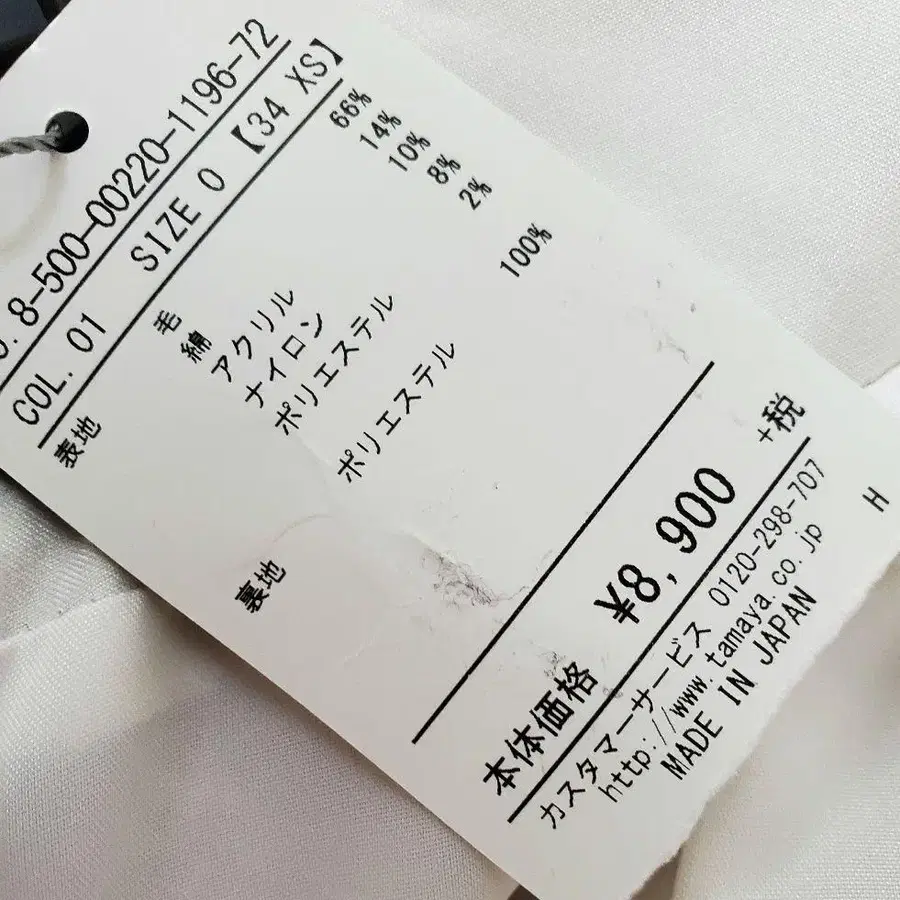 8-500-00220-1196-72
COL. 01 SIZE 0 【34 XS】
表地 毛 66%
綿 14%
アクリル 10%
ナイロン 8%
ポリエステル 2%
裏地 ポリエステル 100%
本体価格 ¥8,900 +税
カスタマーサービス 0120-298-707
http://www.tamaya.co.jp
MADE IN JAPAN
H